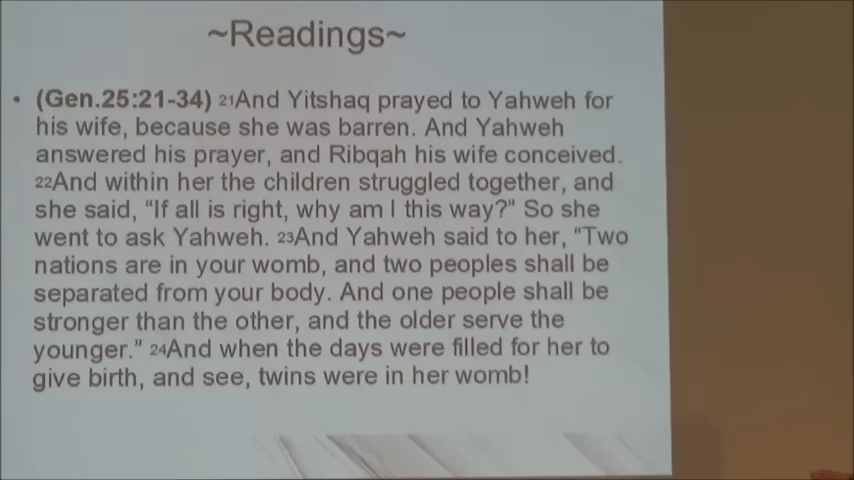 ~Readings~
• (Gen.25:21-34) 21And Yitshaq prayed to Yahweh for
his wife, because she was barren. And Yahweh
answered his prayer, and Ribqah his wife conceived.
22And within her the children struggled together, and
she said, “If all is right, why am I this way?” So she
went to ask Yahweh. 23And Yahweh said to her, "Two
nations are in your womb, and two peoples shall be
separated from your body. And one people shall be
stronger than the other, and the older serve the
younger.” 24And when the days were filled for her to
give birth, and see, twins were in her womb!